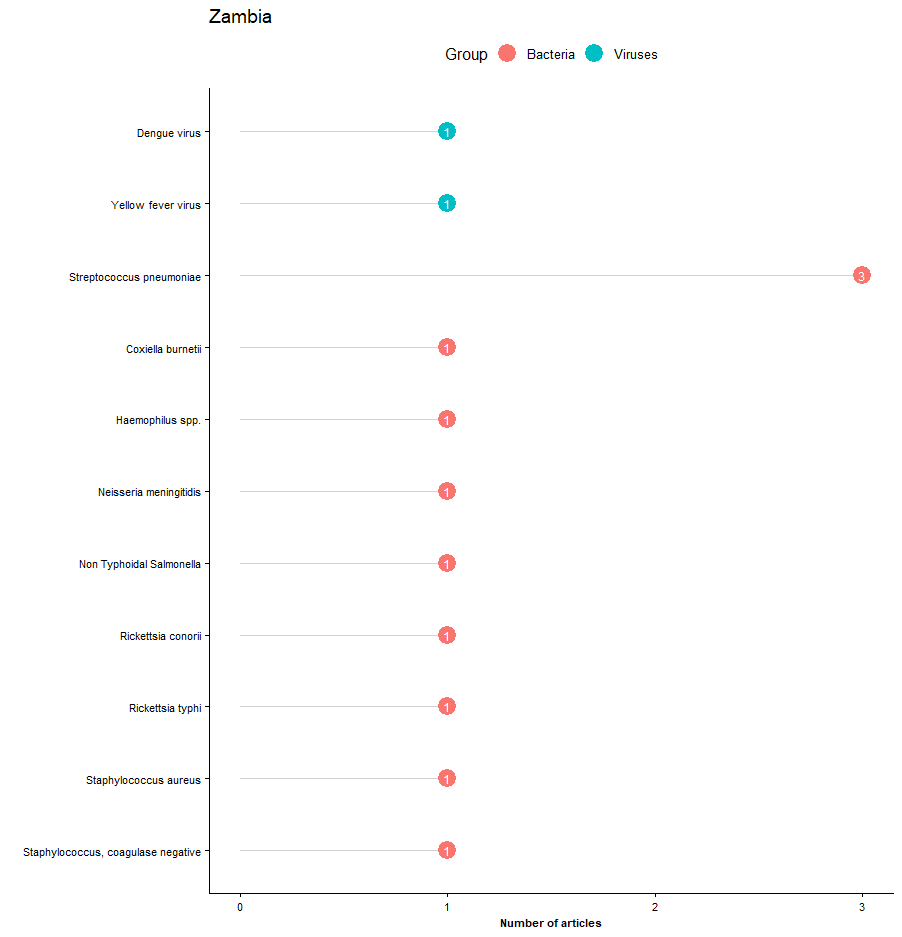 Zambia
Group Bacteria Viruses
Dengue virus 1
Yellow fever virus 1
Streptococcus pneumoniae 3
Coxiella burnetii 1
Haemophilus spp. 1
Neisseria meningitidis 1
Non Typhoidal Salmonella 1
Rickettsia conorii 1
Rickettsia typhi 1
Staphylococcus aureus 1
Staphylococcus, coagulase negative 1
0 1 2 3
Number of articles